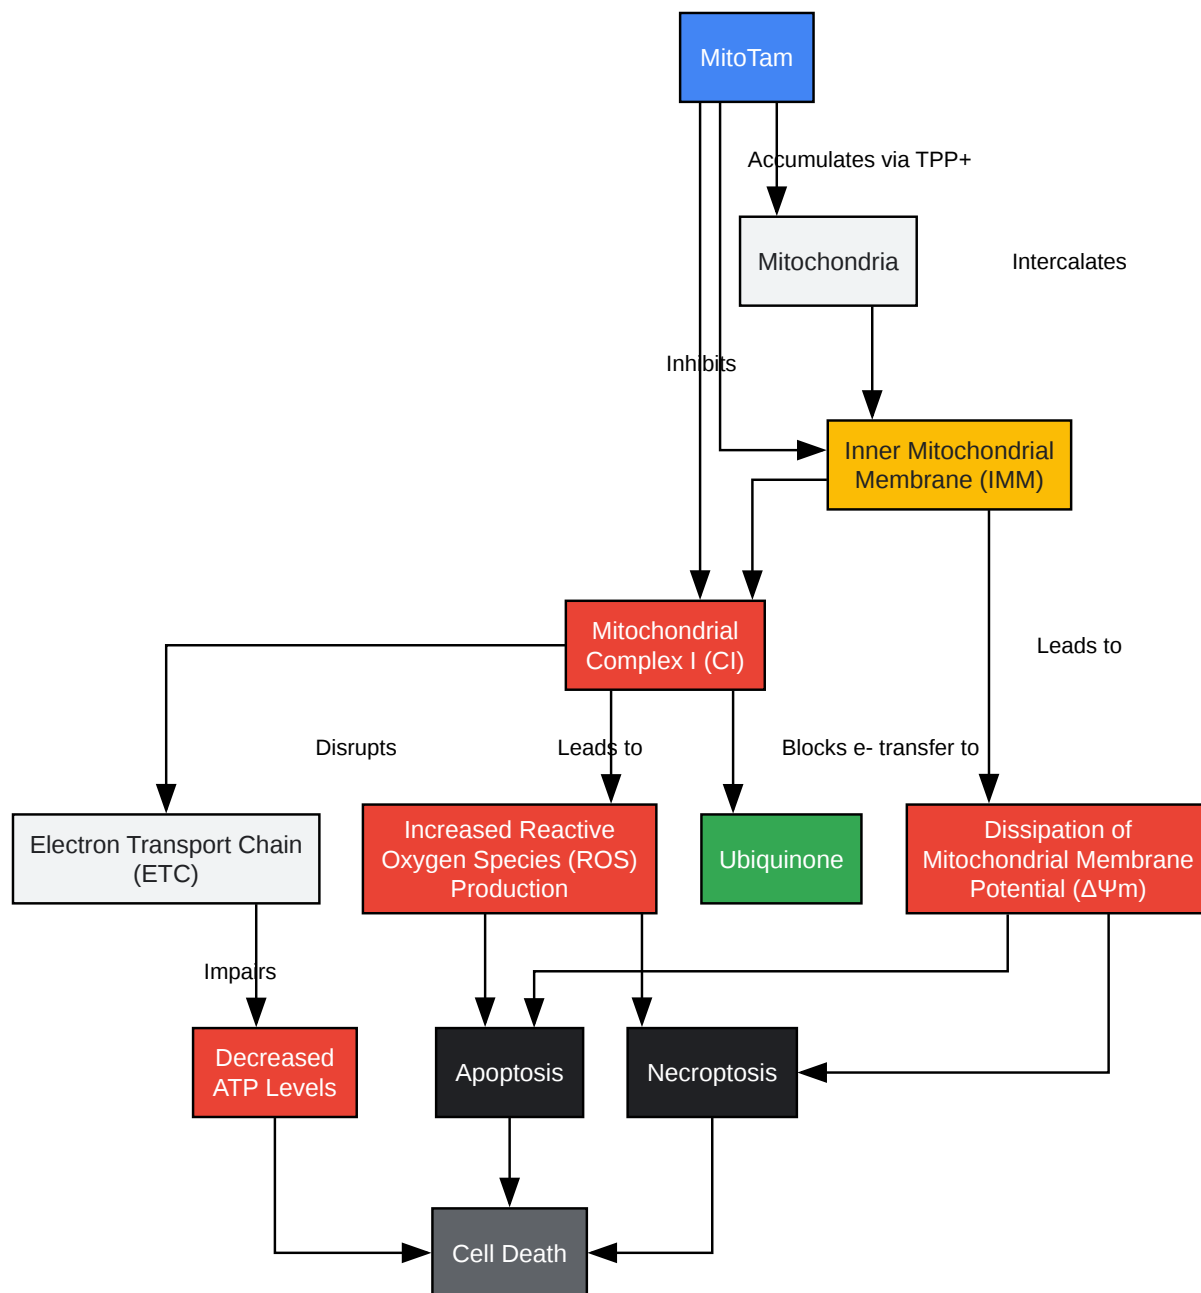 MitoTam
Accumulates via TPP+
Mitochondria
Intercalates
Inhibits
Inner Mitochondrial
Membrane (IMM)
Mitochondrial
Complex I (CI)
Leads to
Disrupts
Leads to
Blocks e- transfer to
Electron Transport Chain
(ETC)
Increased Reactive
Oxygen Species (ROS)
Production
Ubiquinone
Dissipation of
Mitochondrial Membrane
Potential (ΔΨm)
Impairs
Decreased
ATP Levels
Apoptosis
Necroptosis
Cell Death